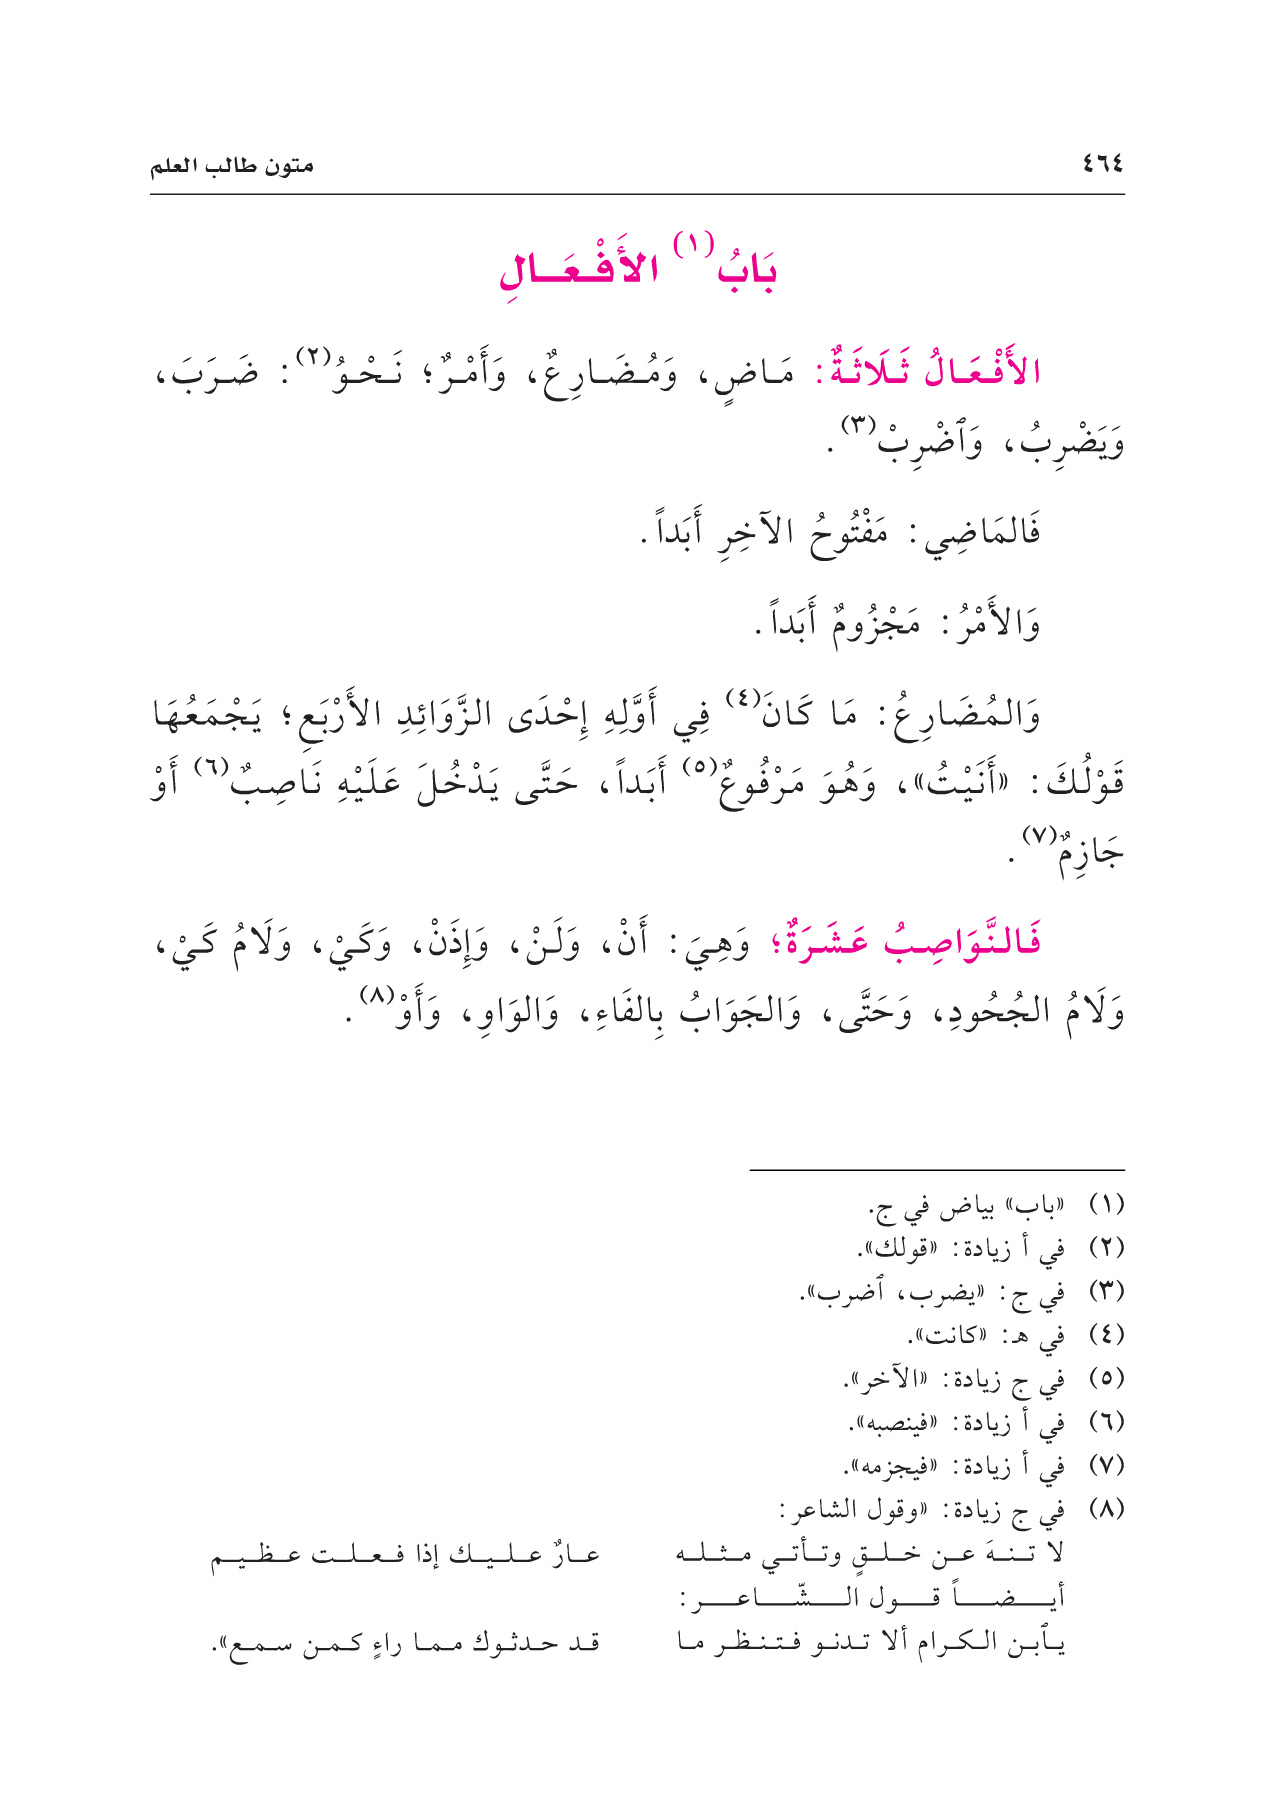 ٤٦٤ متون طالب العلم
بَابُ(١) الأَفْعَالِ
الأَفْعَالُ ثَلَاثَةٌ: مَاضٍ، وَمُضَارِعٌ، وَأَمْرٌ؛ نَحْوُ(٢): ضَرَبَ،
وَيَضْرِبُ، وَٱضْرِبْ(٣).
فَالمَاضِي: مَفْتُوحُ الآخِرِ أَبَداً.
وَالأَمْرُ: مَجْزُومٌ أَبَداً.
وَالمُضَارِعُ: مَا كَانَ(٤) فِي أَوَّلِهِ إِحْدَى الزَّوَائِدِ الأَرْبَعِ؛ يَجْمَعُهَا
قَوْلُكَ: «أَنَيْتُ»، وَهُوَ مَرْفُوعٌ(٥) أَبَداً، حَتَّى يَدْخُلَ عَلَيْهِ نَاصِبٌ(٦) أَوْ
جَازِمٌ(٧).
فَالنَّوَاصِبُ عَشَرَةٌ؛ وَهِيَ: أَنْ، وَلَنْ، وَإِذَنْ، وَكَيْ، وَلَامُ كَيْ،
وَلَامُ الجُحُودِ، وَحَتَّى، وَالجَوَابُ بِالفَاءِ، وَالوَاوِ، وَأَوْ(٨).
(١) «باب» بياض في ج.
(٢) في أ زيادة: «قولك».
(٣) في ج: «يضرب، ٱضرب».
(٤) في هـ: «كانت».
(٥) في ج زيادة: «الآخر».
(٦) في أ زيادة: «فينصبه».
(٧) في أ زيادة: «فيجزمه».
(٨) في ج زيادة: «وقول الشاعر:
لا تنهَ عن خلقٍ وتأتي مثله عارٌ عليك إذا فعلت عظيم
أيضاً قول الشّاعر:
يٱبن الكرام ألا تدنو فتنظر ما قد حدثوك مما راءٍ كمن سمع».